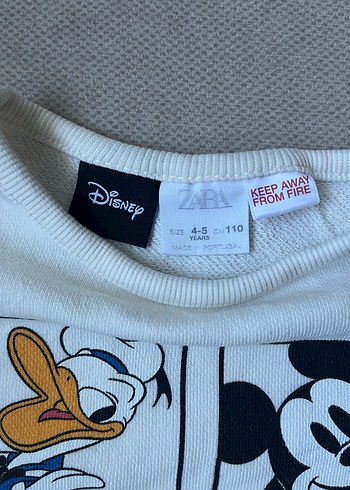 Disney
ZARA
SIZE 4-5 CM 110
YEARS
MADE IN PORTUGAL
KEEP AWAY
FROM FIRE